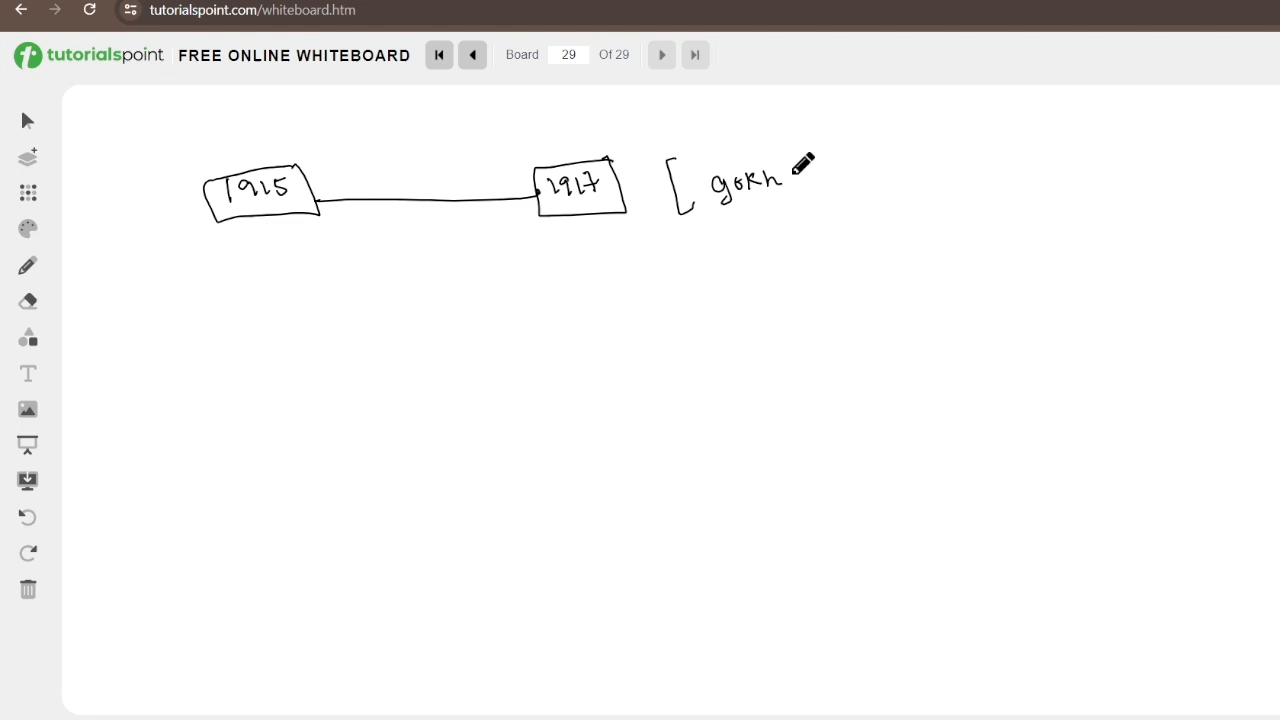 tutorialspoint.com/whiteboard.htm
tutorialspoint FREE ONLINE WHITEBOARD Board 29 Of 29
1915 1917 [ gokh
T